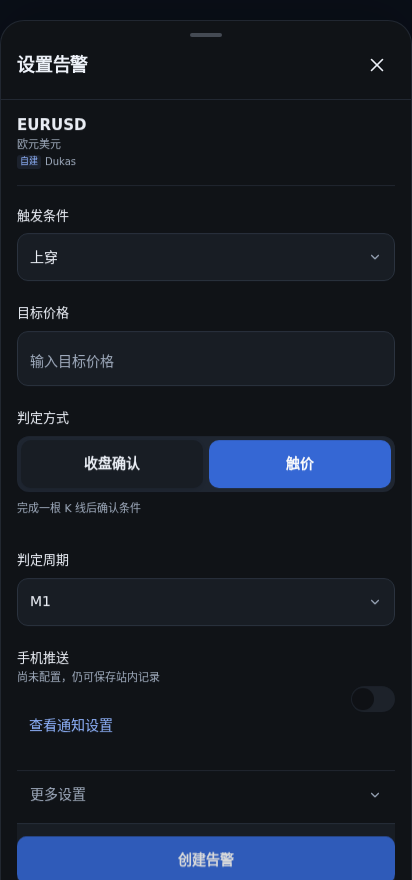 设置告警
EURUSD
欧元美元
自建 Dukas
触发条件
上穿
目标价格
输入目标价格
判定方式
收盘确认 触价
完成一根 K 线后确认条件
判定周期
M1
手机推送
尚未配置，仍可保存站内记录
查看通知设置
更多设置
创建告警